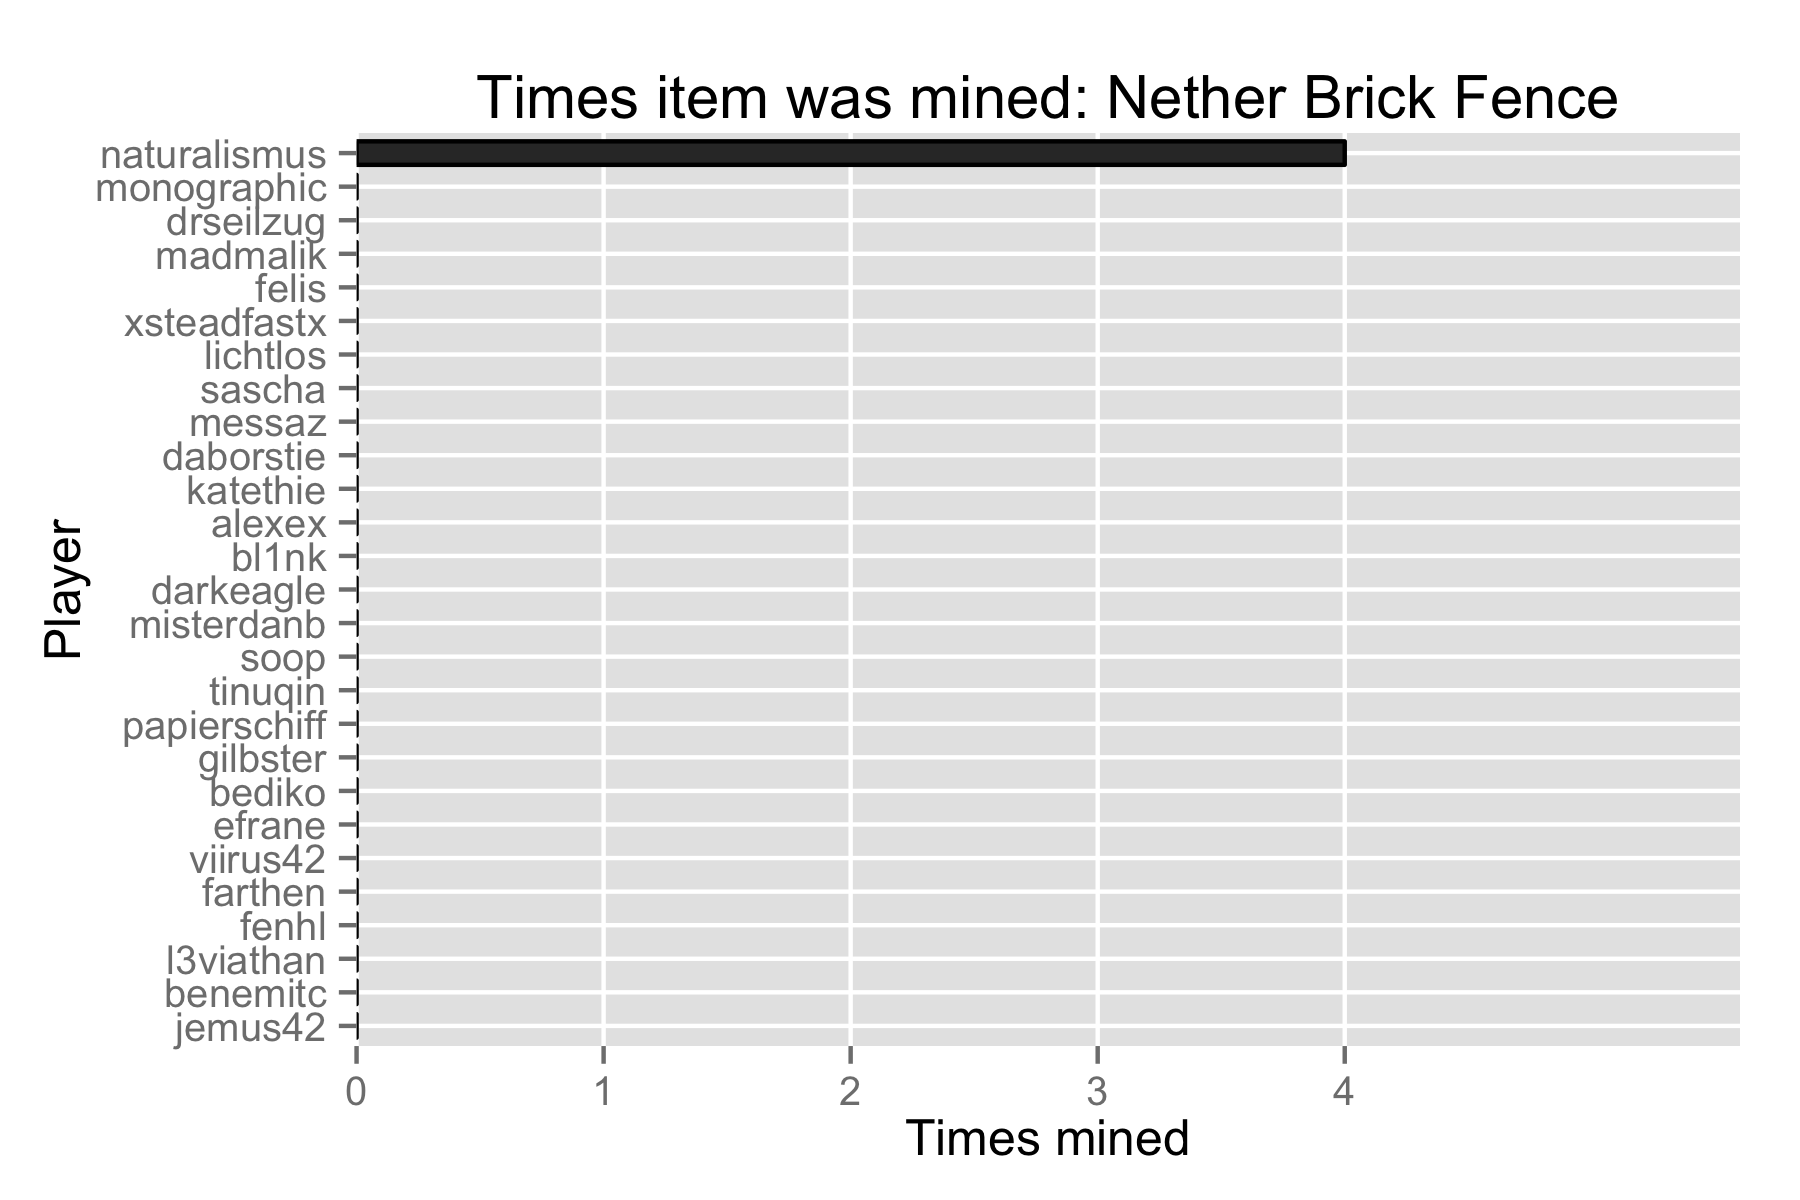 Times item was mined: Nether Brick Fence
naturalismus
monographic
drseilzug
madmalik
felis
xsteadfastx
lichtlos
sascha
messaz
daborstie
katethie
alexex
bl1nk
darkeagle
misterdanb
soop
tinuqin
papierschiff
gilbster
bediko
efrane
viirus42
farthen
fenhl
l3viathan
benemitc
jemus42
Player
0 1 2 3 4
Times mined